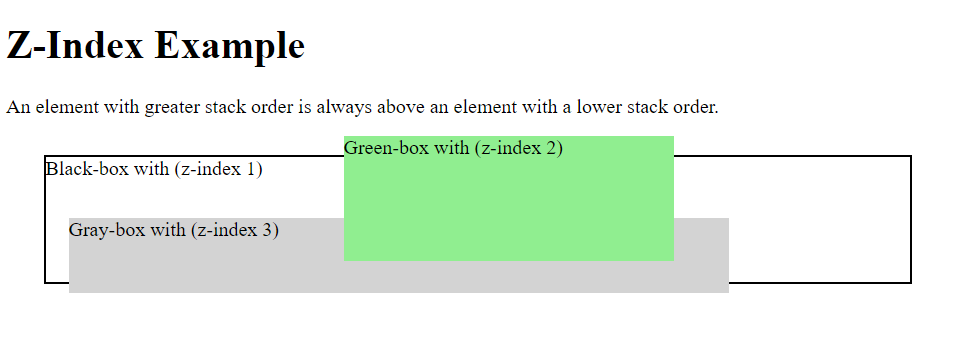 Z-Index Example
An element with greater stack order is always above an element with a lower stack order.
Green-box with (z-index 2)
Black-box with (z-index 1)
Gray-box with (z-index 3)